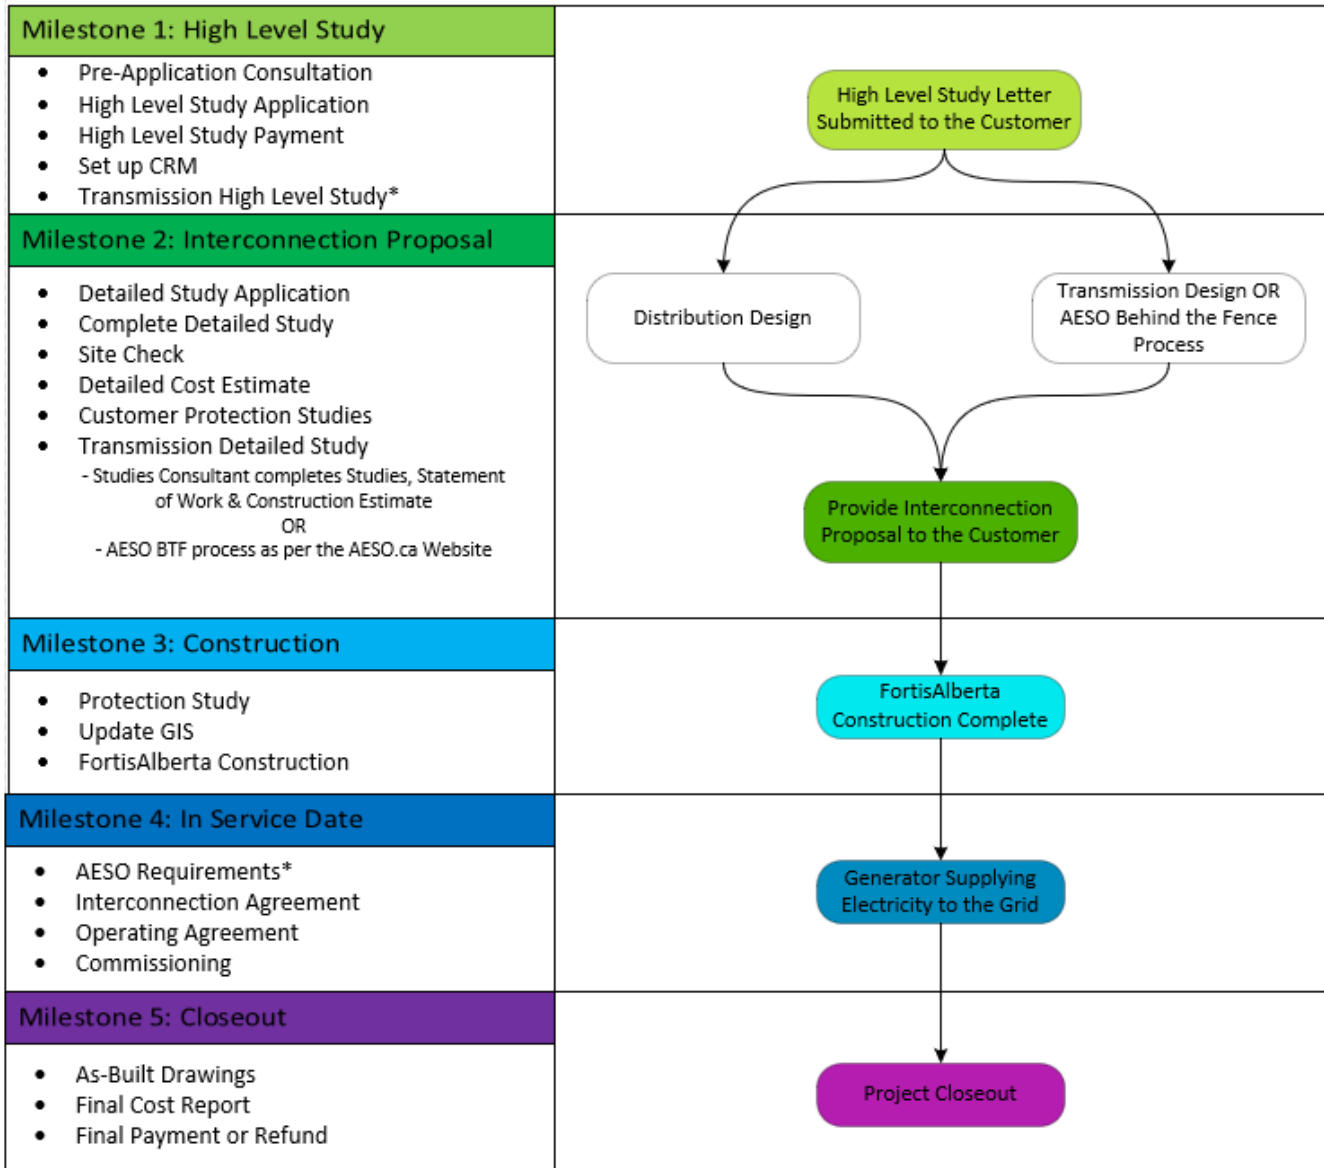 Milestone 1: High Level Study
• Pre-Application Consultation
• High Level Study Application
• High Level Study Payment
• Set up CRM
• Transmission High Level Study*
High Level Study Letter
Submitted to the Customer
Milestone 2: Interconnection Proposal
• Detailed Study Application
• Complete Detailed Study
• Site Check
• Detailed Cost Estimate
• Customer Protection Studies
• Transmission Detailed Study
- Studies Consultant completes Studies, Statement
of Work & Construction Estimate
OR
- AESO BTF process as per the AESO.ca Website
Distribution Design
Transmission Design OR
AESO Behind the Fence
Process
Provide Interconnection
Proposal to the Customer
Milestone 3: Construction
• Protection Study
• Update GIS
• FortisAlberta Construction
FortisAlberta
Construction Complete
Milestone 4: In Service Date
• AESO Requirements*
• Interconnection Agreement
• Operating Agreement
• Commissioning
Generator Supplying
Electricity to the Grid
Milestone 5: Closeout
• As-Built Drawings
• Final Cost Report
• Final Payment or Refund
Project Closeout